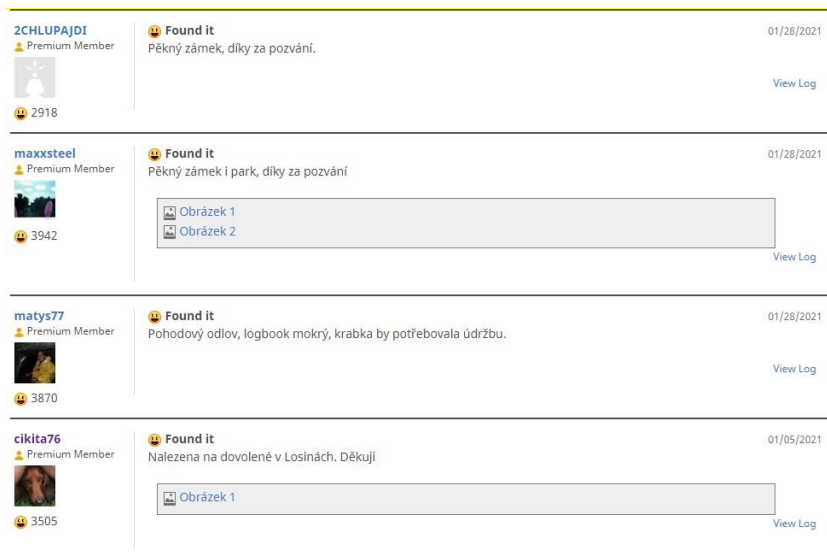 2CHLUPAJDI
Premium Member
2918
Found it
Pěkný zámek, díky za pozvání.
01/28/2021
View Log
maxxsteel
Premium Member
3942
Found it
Pěkný zámek i park, díky za pozvání
Obrázek 1
Obrázek 2
01/28/2021
View Log
matys77
Premium Member
3870
Found it
Pohodový odlov, logbook mokrý, krabka by potřebovala údržbu.
01/28/2021
View Log
cikita76
Premium Member
3505
Found it
Nalezena na dovolené v Losinách. Děkuji
Obrázek 1
01/05/2021
View Log